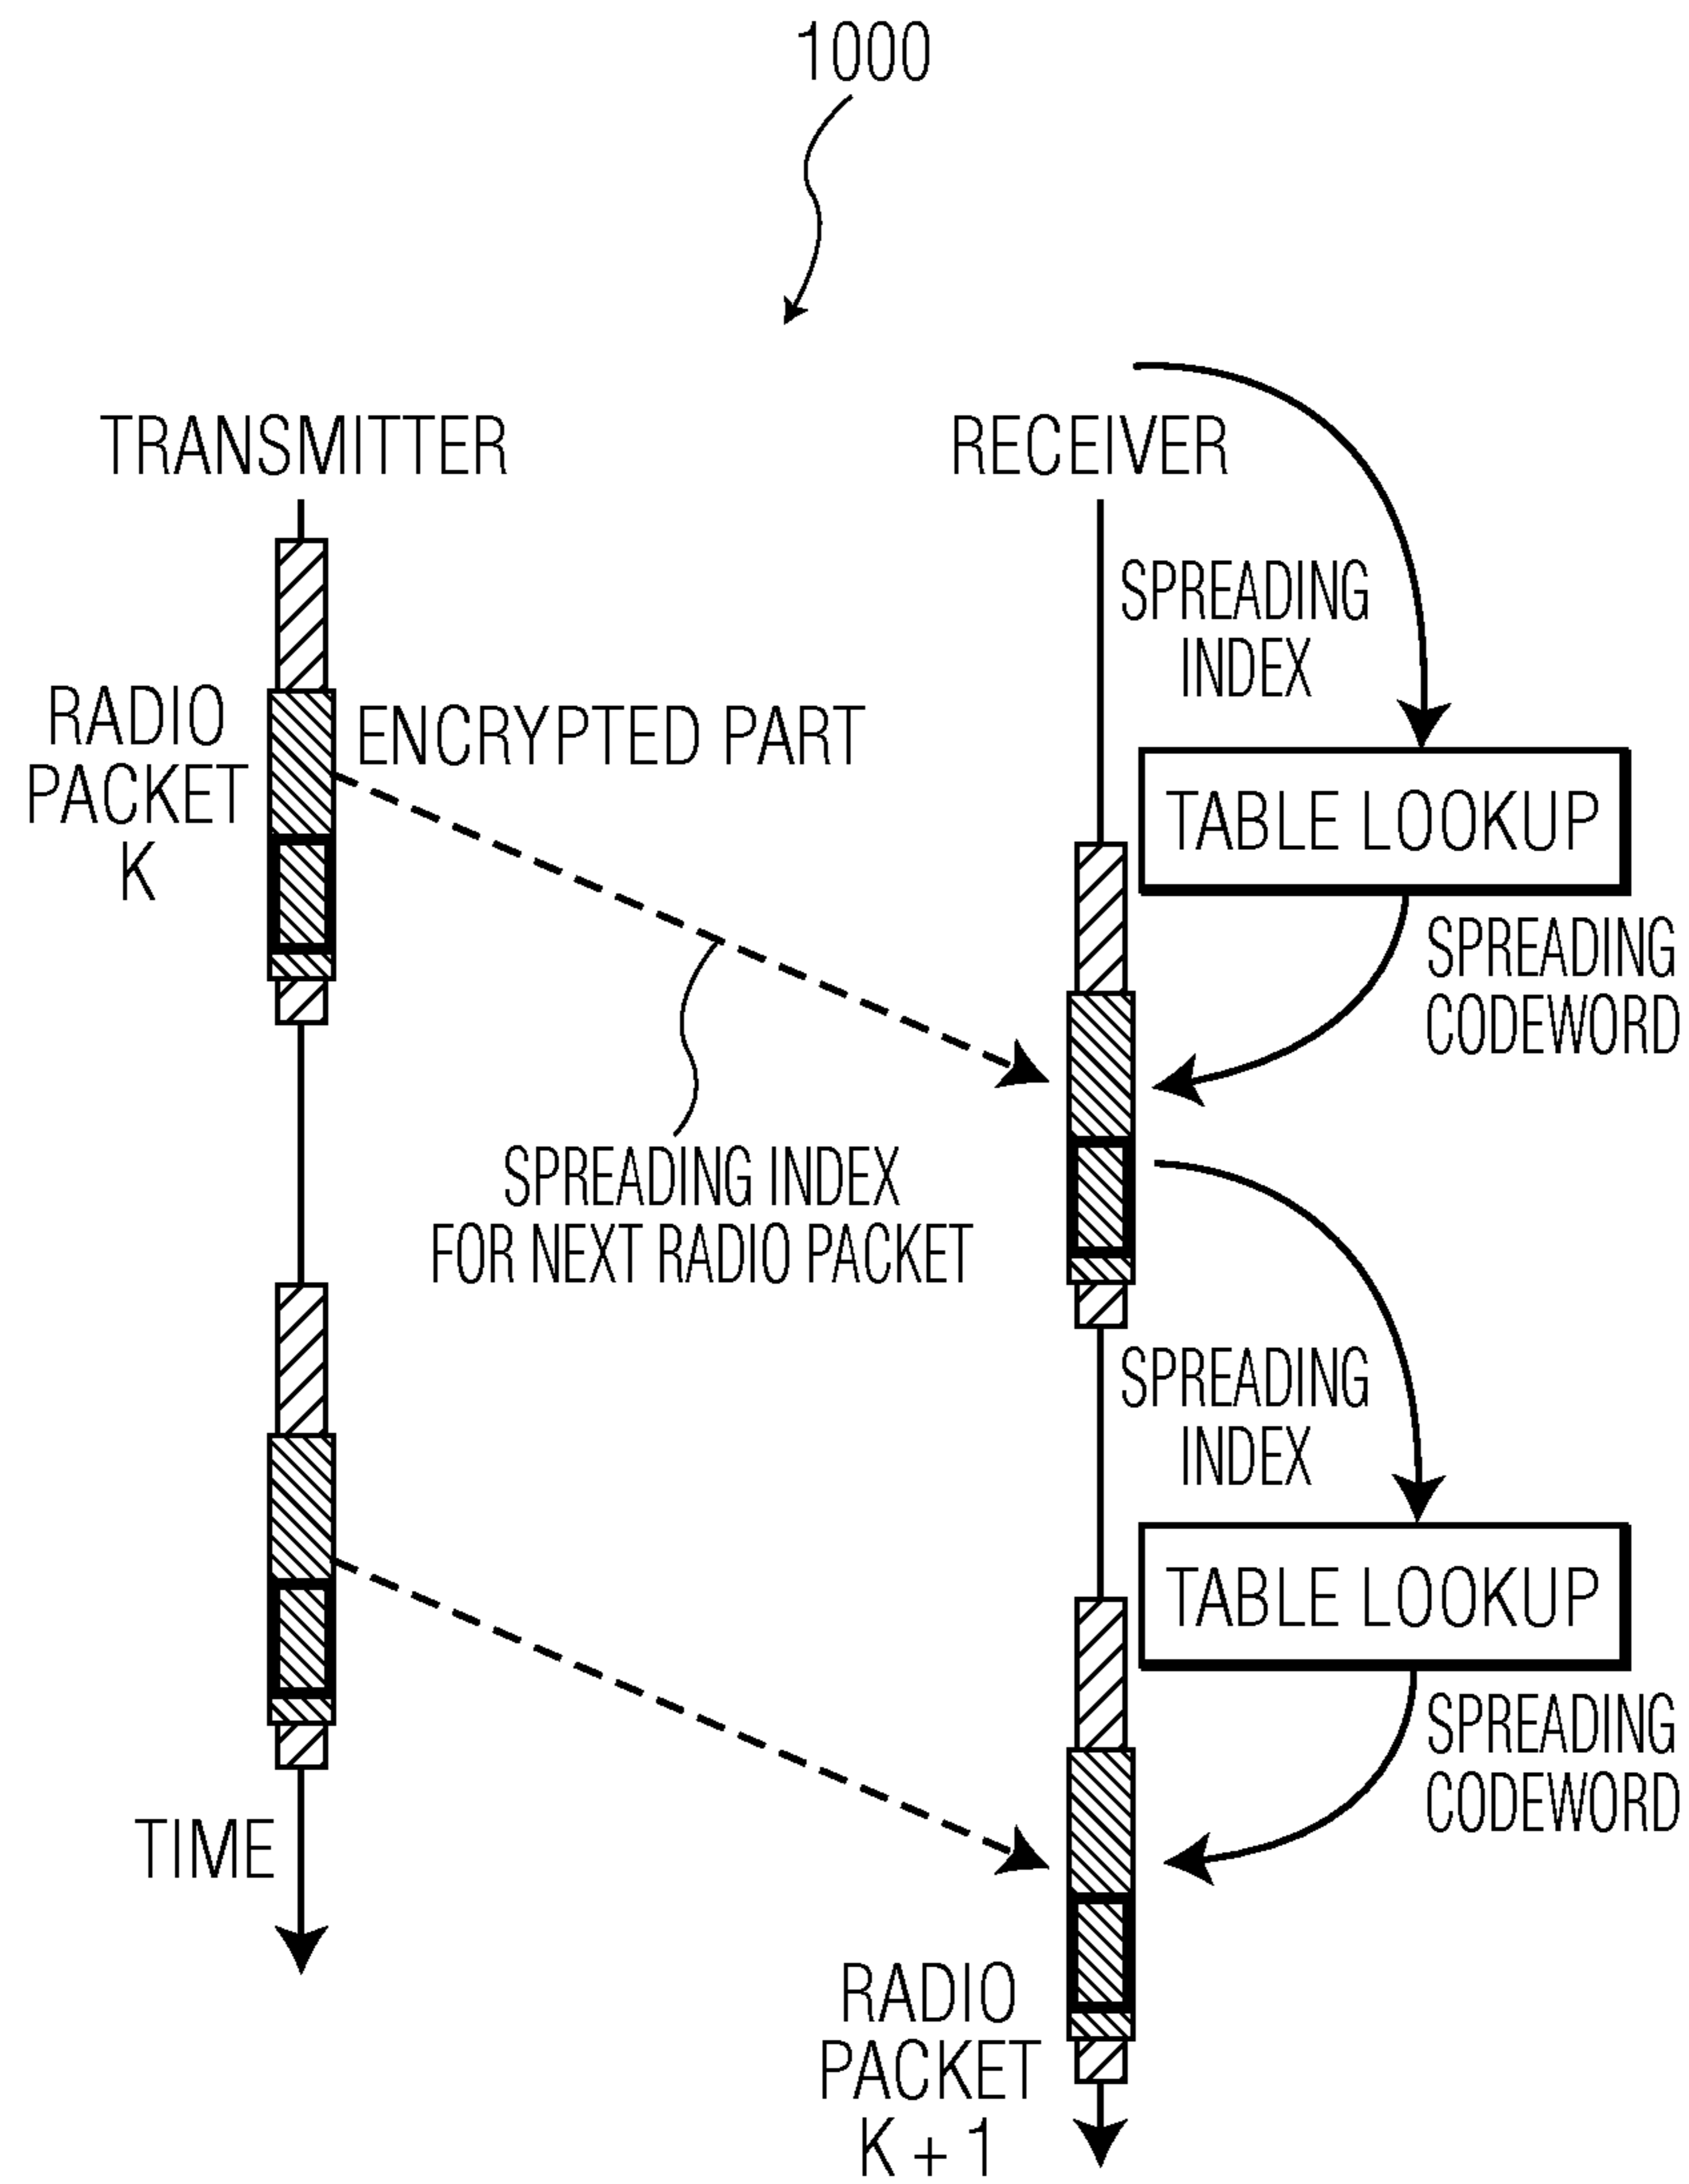 1000
TRANSMITTER
RECEIVER
SPREADING
INDEX
RADIO
PACKET
K
ENCRYPTED PART
TABLE LOOKUP
SPREADING
CODEWORD
SPREADING INDEX
FOR NEXT RADIO PACKET
SPREADING
INDEX
TABLE LOOKUP
SPREADING
CODEWORD
TIME
RADIO
PACKET
K + 1